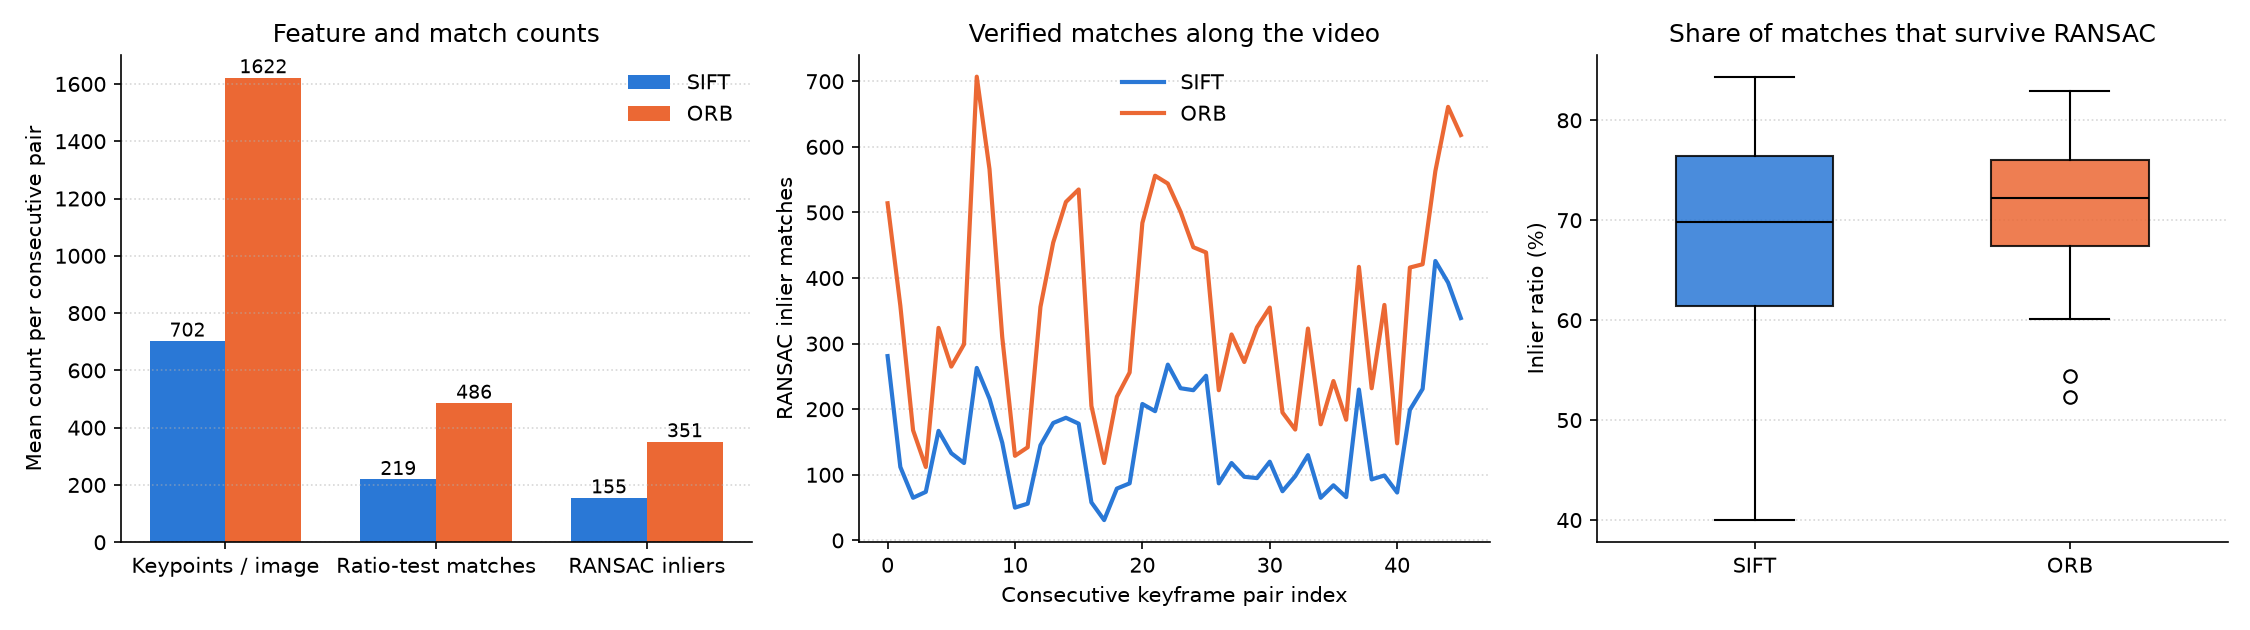 Feature and match counts
Mean count per consecutive pair
1600
1400
1200
1000
800
600
400
200
0
SIFT
ORB
702
1622
219
486
155
351
Keypoints / image
Ratio-test matches
RANSAC inliers
Verified matches along the video
RANSAC inlier matches
700
600
500
400
300
200
100
0
SIFT
ORB
0
10
20
30
40
Consecutive keyframe pair index
Share of matches that survive RANSAC
Inlier ratio (%)
80
70
60
50
40
SIFT
ORB